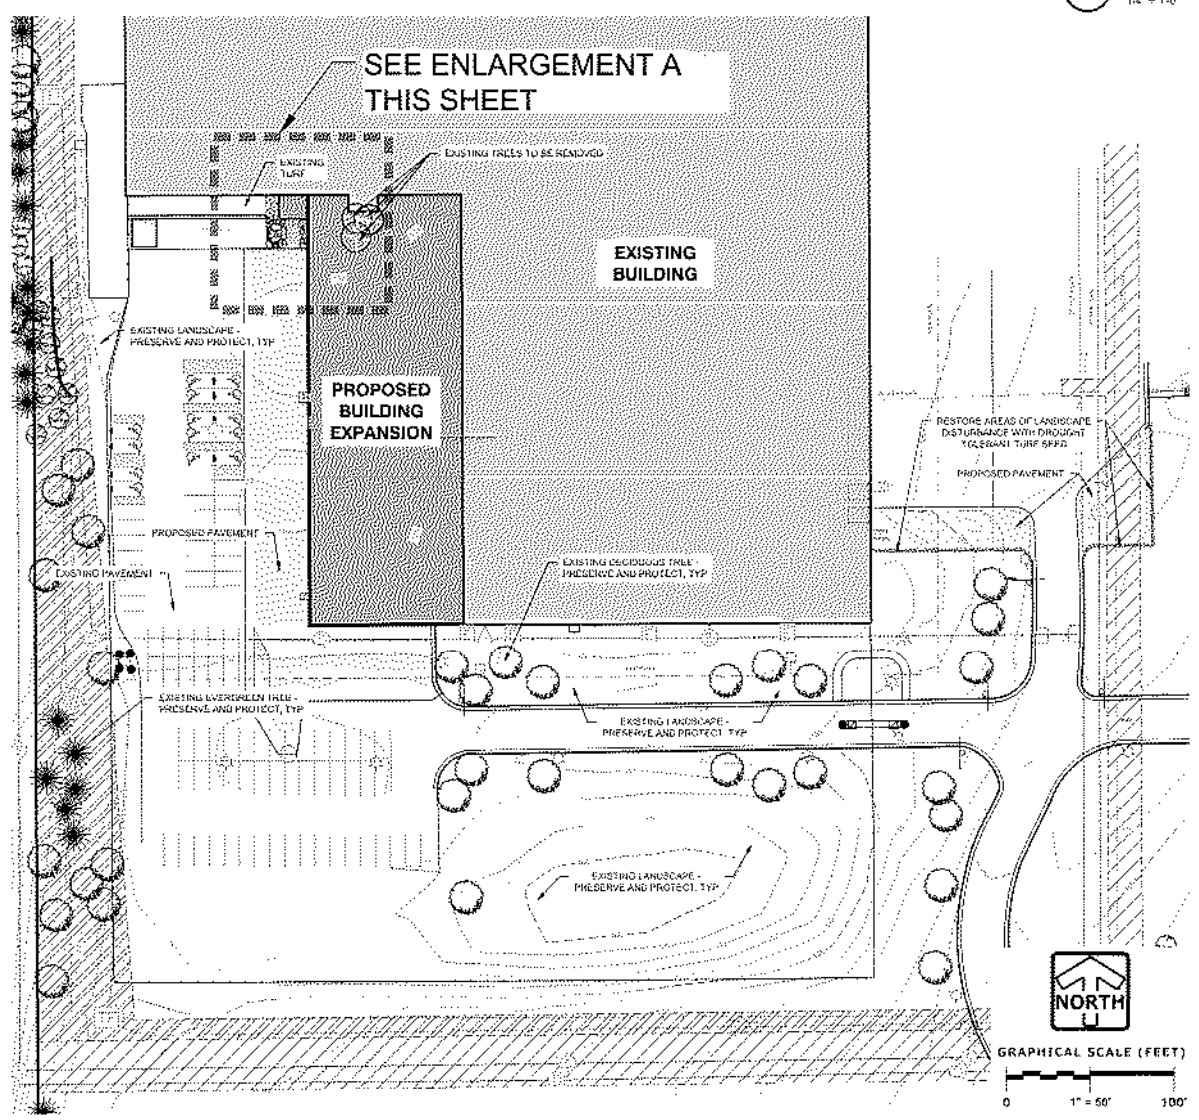 SEE ENLARGEMENT A
THIS SHEET
EXISTING TREES TO BE REMOVED
EXISTING
TURF
EXISTING
BUILDING
EXISTING LANDSCAPE -
PRESERVE AND PROTECT, TYP
PROPOSED
BUILDING
EXPANSION
RESTORE AREAS OF LANDSCAPE
DISTURBANCE WITH DROUGHT
TOLERANT TURF SEED
PROPOSED PAVEMENT
PROPOSED PAVEMENT
EXISTING DECIDUOUS TREE -
PRESERVE AND PROTECT, TYP
EXISTING PAVEMENT
EXISTING EVERGREEN TREE -
PRESERVE AND PROTECT, TYP
EXISTING LANDSCAPE -
PRESERVE AND PROTECT, TYP
EXISTING LANDSCAPE -
PRESERVE AND PROTECT, TYP
NORTH
GRAPHICAL SCALE (FEET)
0 1" = 50' 100'